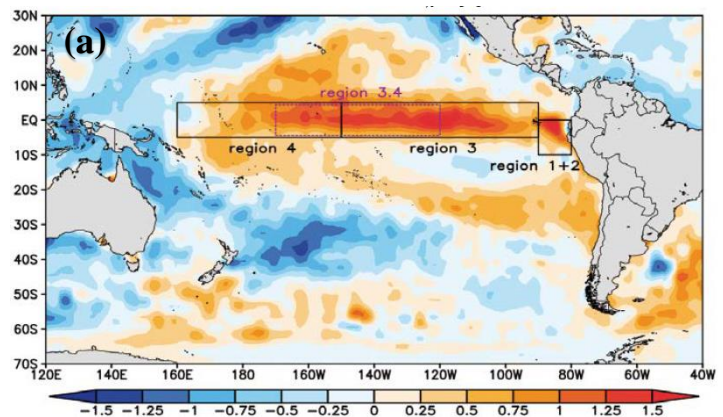 30N
(a)
20N
10N
region 3.4
EQ
region 4
region 3
10S
region 1+2
20S
30S
40S
50S
60S
70S
120E 140E 160E 180 160W 140W 120W 100W 80W 60W 40W
-1.5 -1.25 -1 -0.75 -0.5 -0.25 0 0.25 0.5 0.75 1 1.25